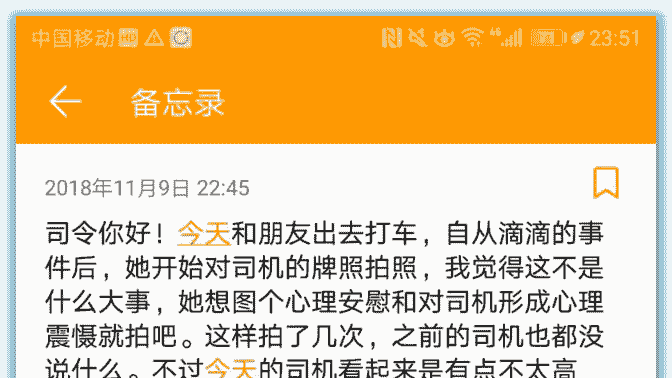 中国移动 HD 23:51
备忘录
2018年11月9日 22:45
司令你好！今天和朋友出去打车，自从滴滴的事
件后，她开始对司机的牌照拍照，我觉得这不是
什么大事，她想图个心理安慰和对司机形成心理
震慑就拍吧。这样拍了几次，之前的司机也都没
说什么。不过今天的司机看起来是有点不太高